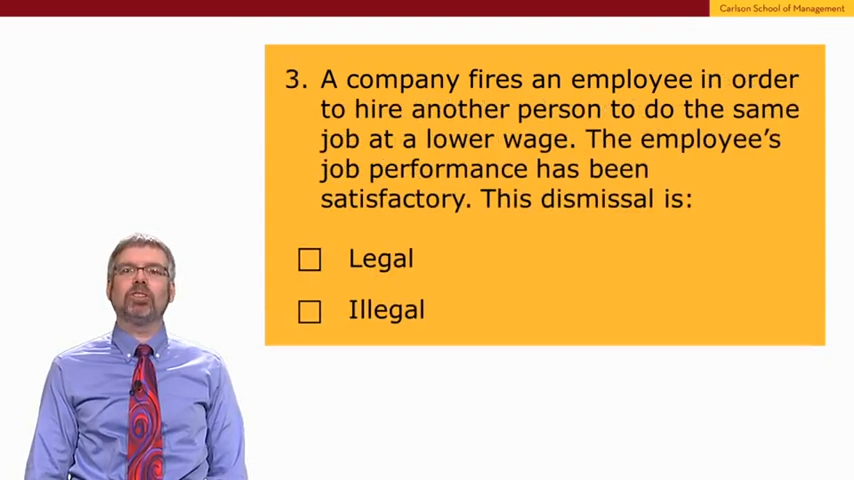 Carlson School of Management
3. A company fires an employee in order
to hire another person to do the same
job at a lower wage. The employee's
job performance has been
satisfactory. This dismissal is:
Legal
Illegal